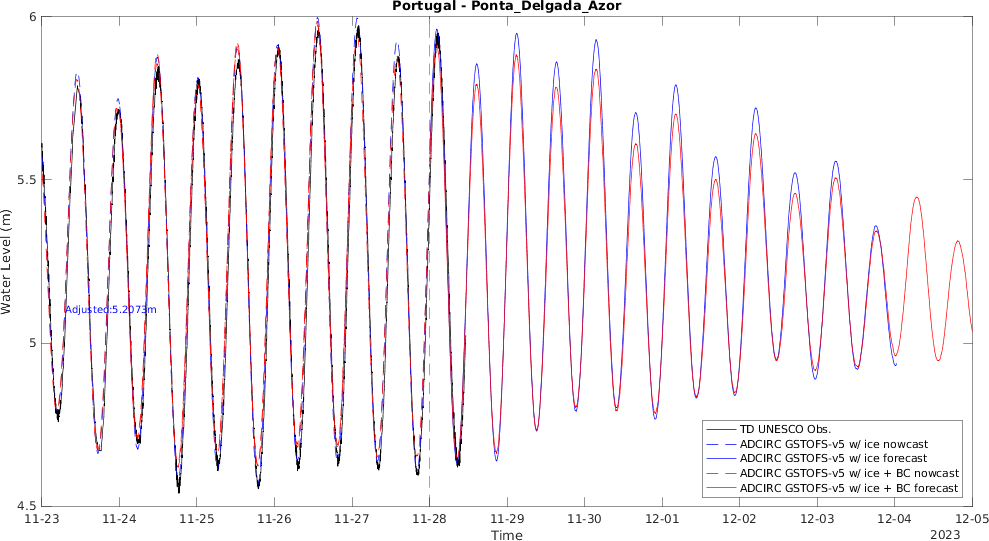 Portugal - Ponta_Delgada_Azor
6
5.5
5
4.5
Water Level (m)
Adjusted:5.2073m
TD UNESCO Obs.
ADCIRC GSTOFS-v5 w/ ice nowcast
ADCIRC GSTOFS-v5 w/ ice forecast
ADCIRC GSTOFS-v5 w/ ice + BC nowcast
ADCIRC GSTOFS-v5 w/ ice + BC forecast
11-23 11-24 11-25 11-26 11-27 11-28 11-29 11-30 12-01 12-02 12-03 12-04 12-05
Time
2023